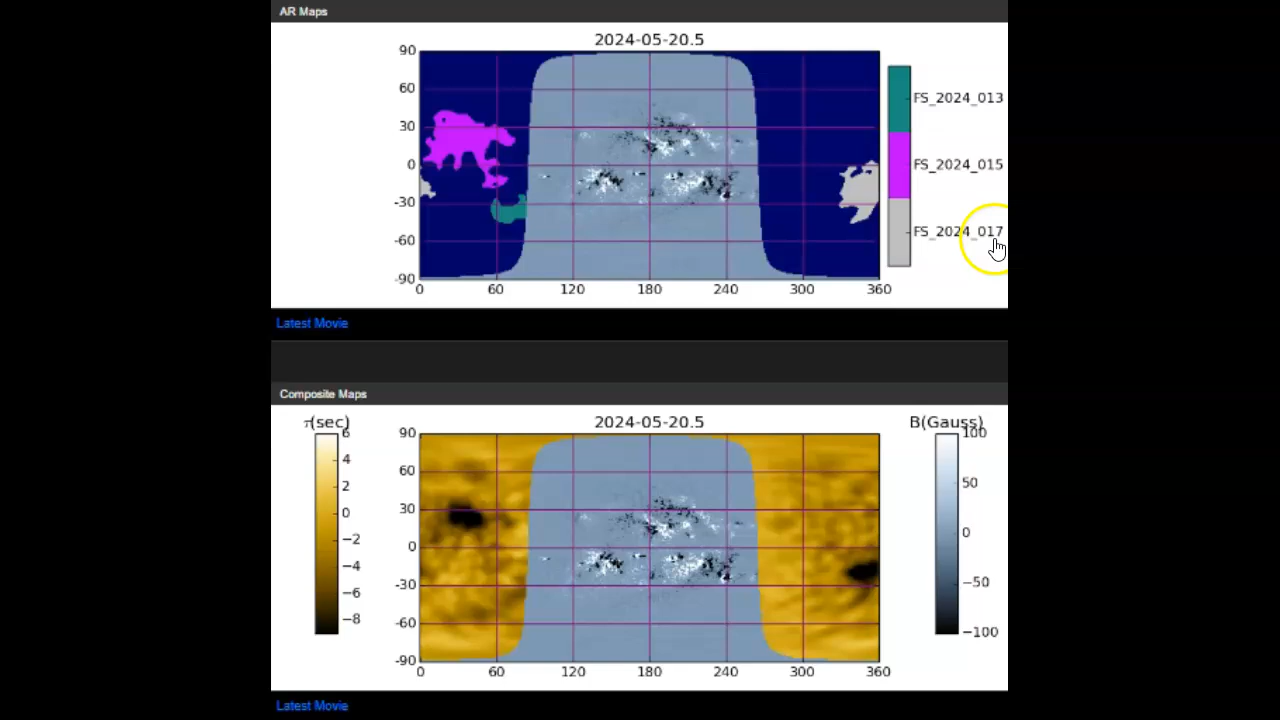 AR Maps
2024-05-20.5
90
60
30
0
-30
-60
-90
0 60 120 180 240 300 360
FS_2024_013
FS_2024_015
FS_2024_017
Latest Movie
Composite Maps
τ(sec)
6
4
2
0
−2
−4
−6
−8
2024-05-20.5
90
60
30
0
-30
-60
-90
0 60 120 180 240 300 360
B(Gauss)
100
50
0
−50
−100
Latest Movie